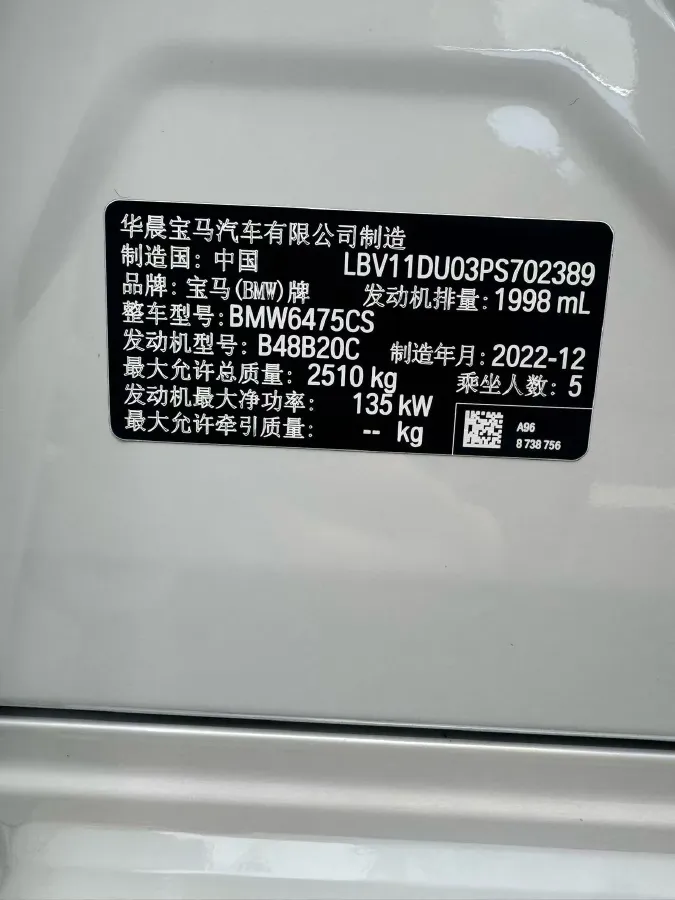 华晨宝马汽车有限公司制造
制造国：中国 LBV11DU03PS702389
品牌：宝马(BMW)牌 发动机排量：1998 mL
整车型号：BMW6475CS
发动机型号：B48B20C 制造年月：2022-12
最大允许总质量：2510 kg 乘坐人数：5
发动机最大净功率：135 kW
最大允许牵引质量：-- kg
A96
8 738 756